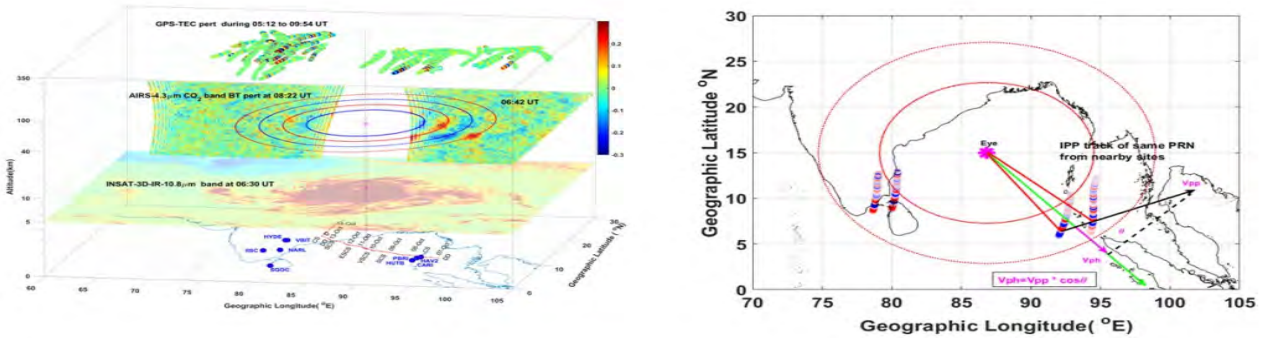 GPS-TEC pert during 05:12 to 09:54 UT
0.2
0.1
0
-0.1
-0.2
-0.3
350
AIRS-4.3μm CO2 band BT pert at 08:22 UT
06:42 UT
100
40
INSAT-3D-IR-10.8μm band at 06:30 UT
10
5
0
Altitude(km)
HYDE
VBIT
IISC
NARL
SGOC
PBRI
HAV2
HUTB
CARI
60
65
70
75
80
85
90
95
100
105
Geographic Longitude( °E)
0
10
20
30
Geographic Latitude( °N)
30
25
20
15
10
5
0
Geographic Latitude °N
Eye
IPP track of same PRN
from nearby sites
Vpp
θ
Vph
Vph=Vpp * cosθ
70
75
80
85
90
95
100
105
Geographic Longitude( °E)